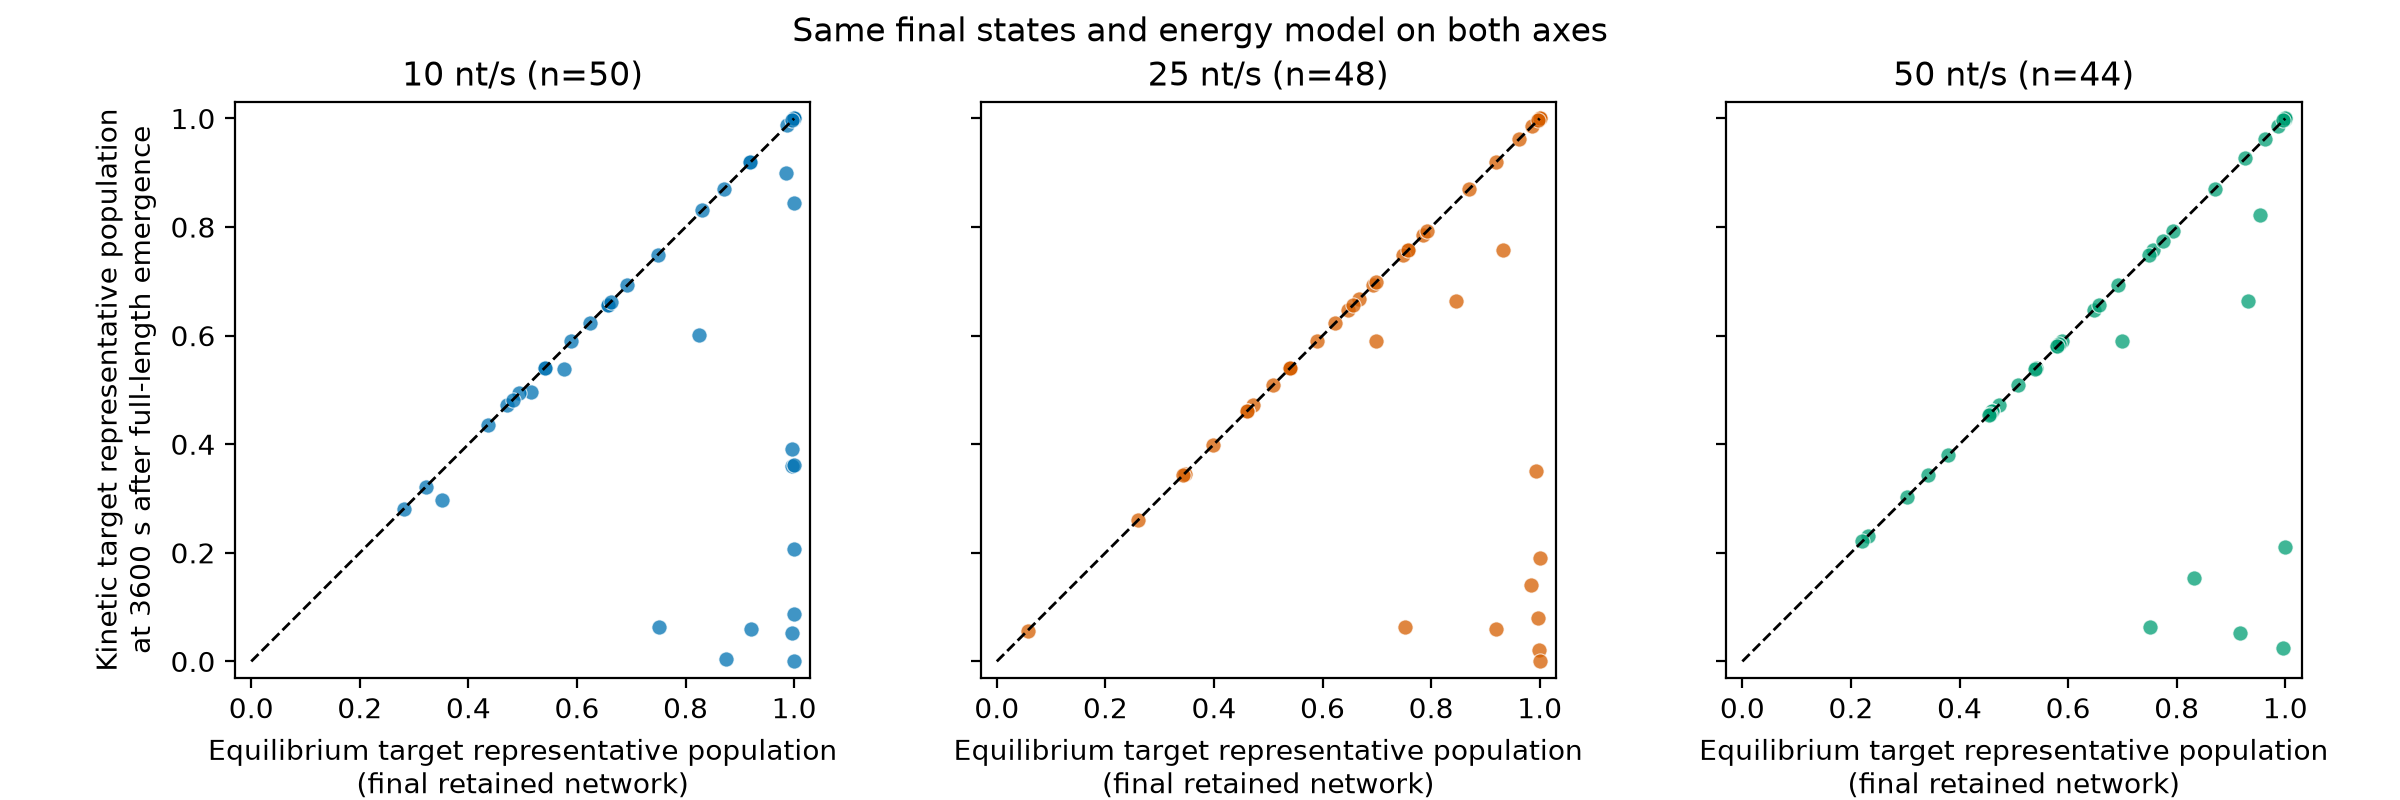 Same final states and energy model on both axes
10 nt/s (n=50)
25 nt/s (n=48)
50 nt/s (n=44)
Kinetic target representative population
at 3600 s after full-length emergence
1.0
0.8
0.6
0.4
0.2
0.0
0.0 0.2 0.4 0.6 0.8 1.0
0.0 0.2 0.4 0.6 0.8 1.0
0.0 0.2 0.4 0.6 0.8 1.0
Equilibrium target representative population
(final retained network)
Equilibrium target representative population
(final retained network)
Equilibrium target representative population
(final retained network)